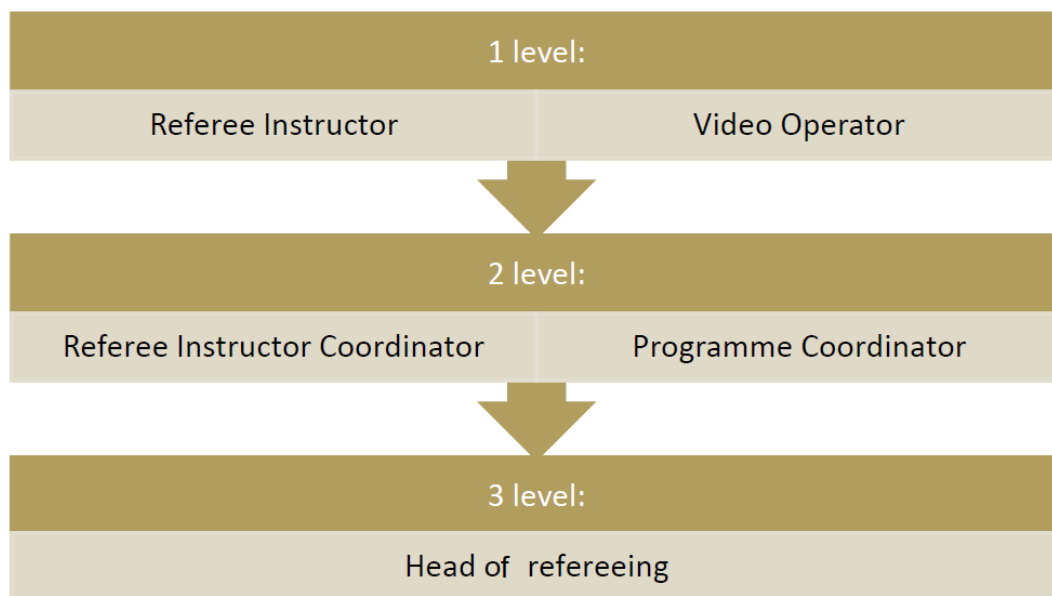 1 level:
Referee Instructor Video Operator
2 level:
Referee Instructor Coordinator Programme Coordinator
3 level:
Head of refereeing